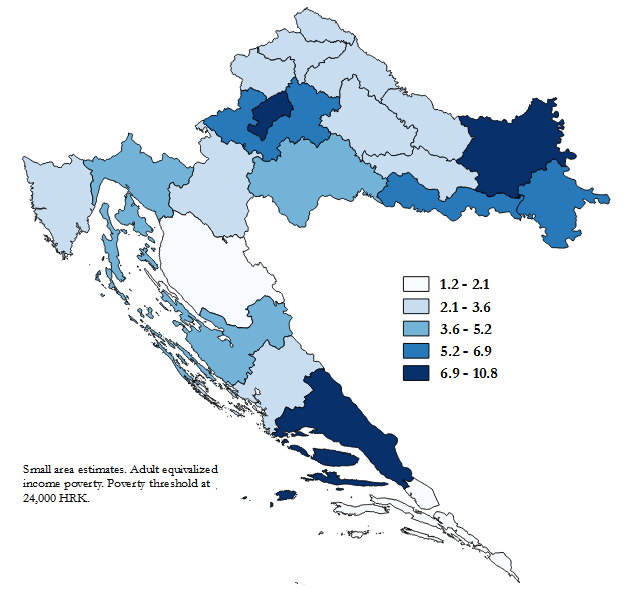 1.2 - 2.1
2.1 - 3.6
3.6 - 5.2
5.2 - 6.9
6.9 - 10.8
Small area estimates. Adult equivalized
income poverty. Poverty threshold at
24,000 HRK.